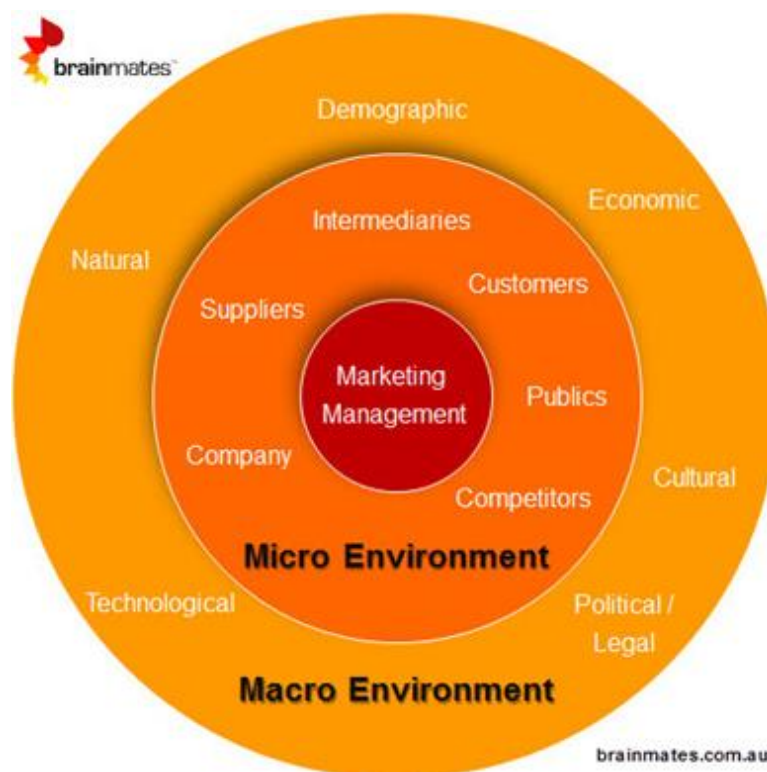 brainmates™
Demographic
Economic
Intermediaries
Natural
Customers
Suppliers
Marketing
Management
Publics
Company
Cultural
Competitors
Micro Environment
Technological
Political /
Legal
Macro Environment
brainmates.com.au